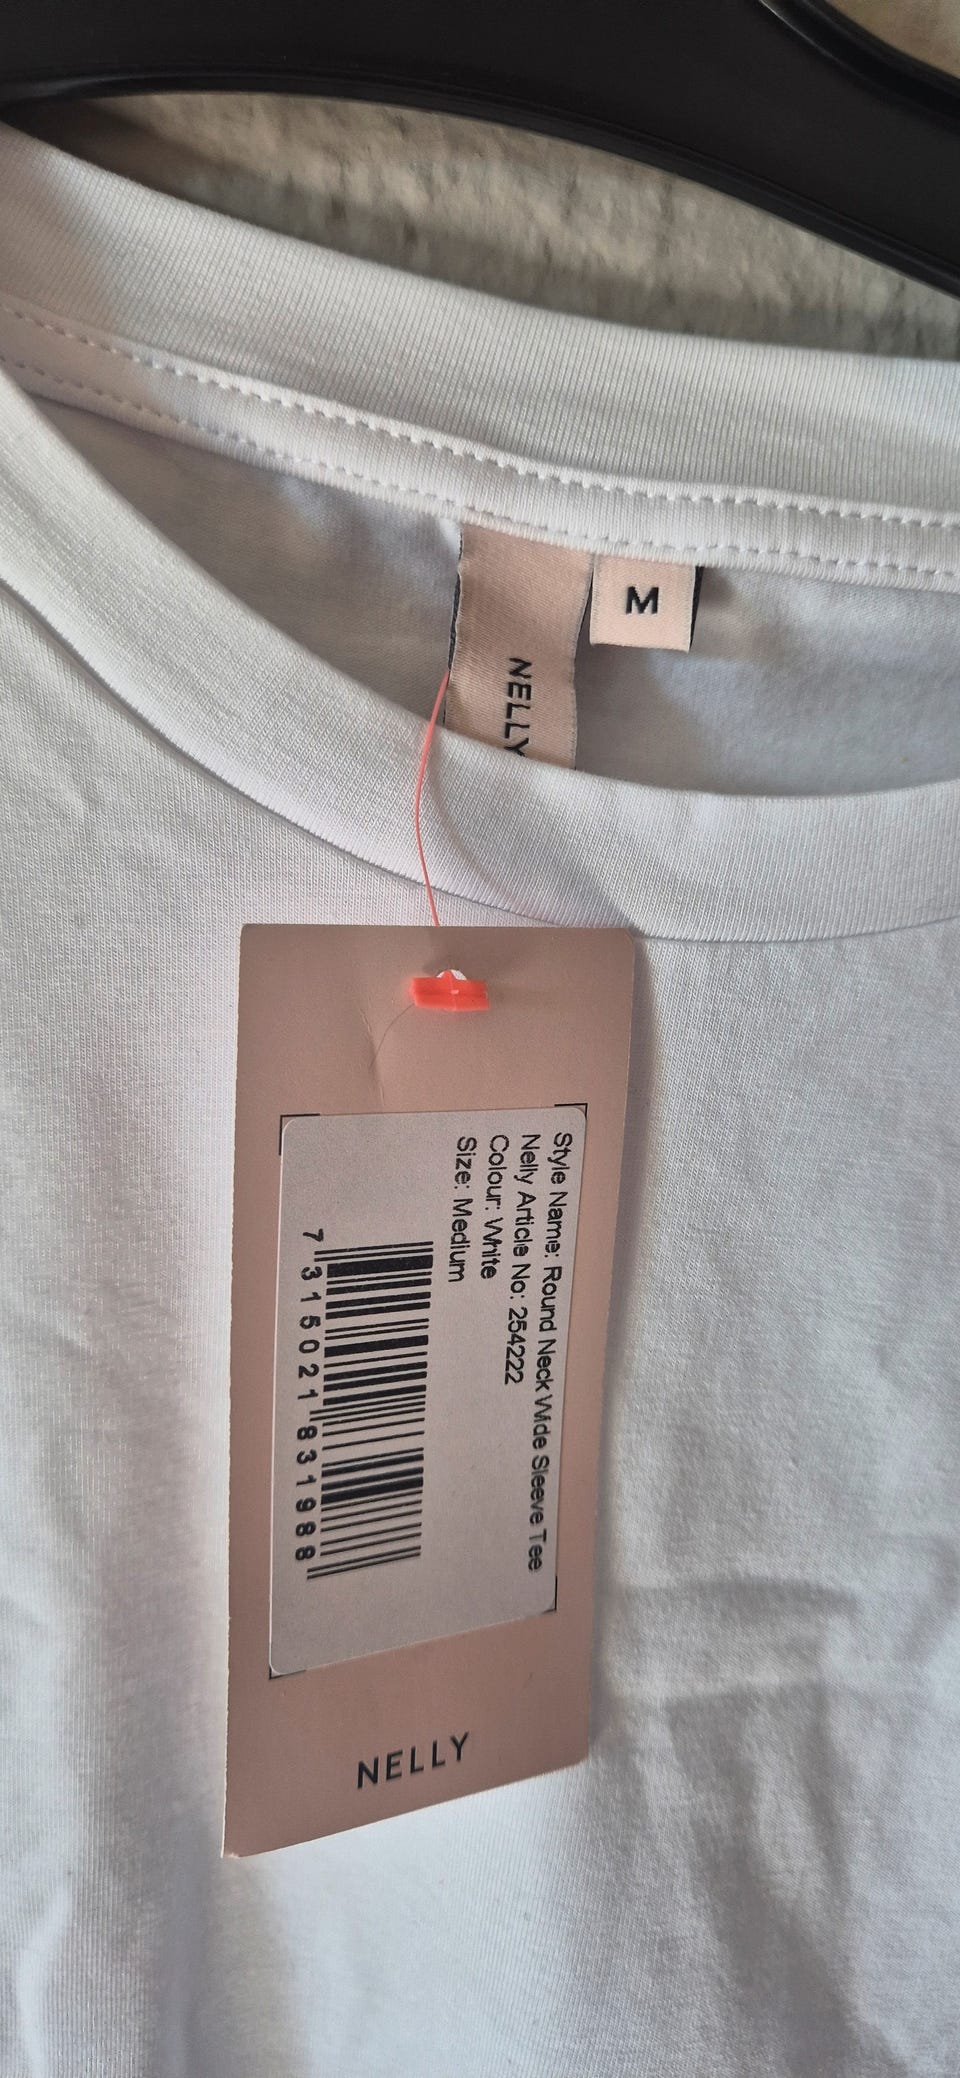 M
NELLY
Style Name: Round Neck Wide Sleeve Tee
Nelly Article No: 254222
Colour: White
Size: Medium
7 315021 831988
NELLY